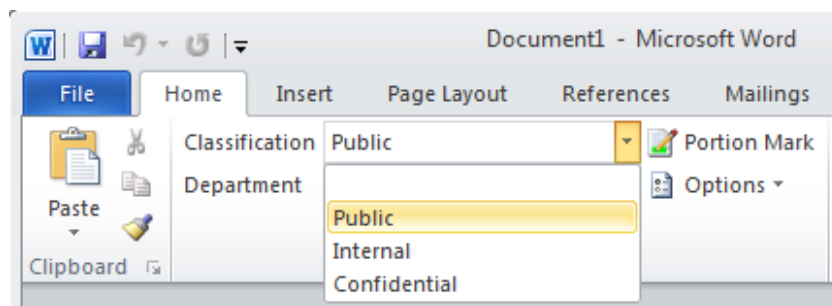 W Document1 - Microsoft Word
File Home Insert Page Layout References Mailings
Classification Public Portion Mark
Department Options
Public
Paste
Internal
Clipboard
Confidential